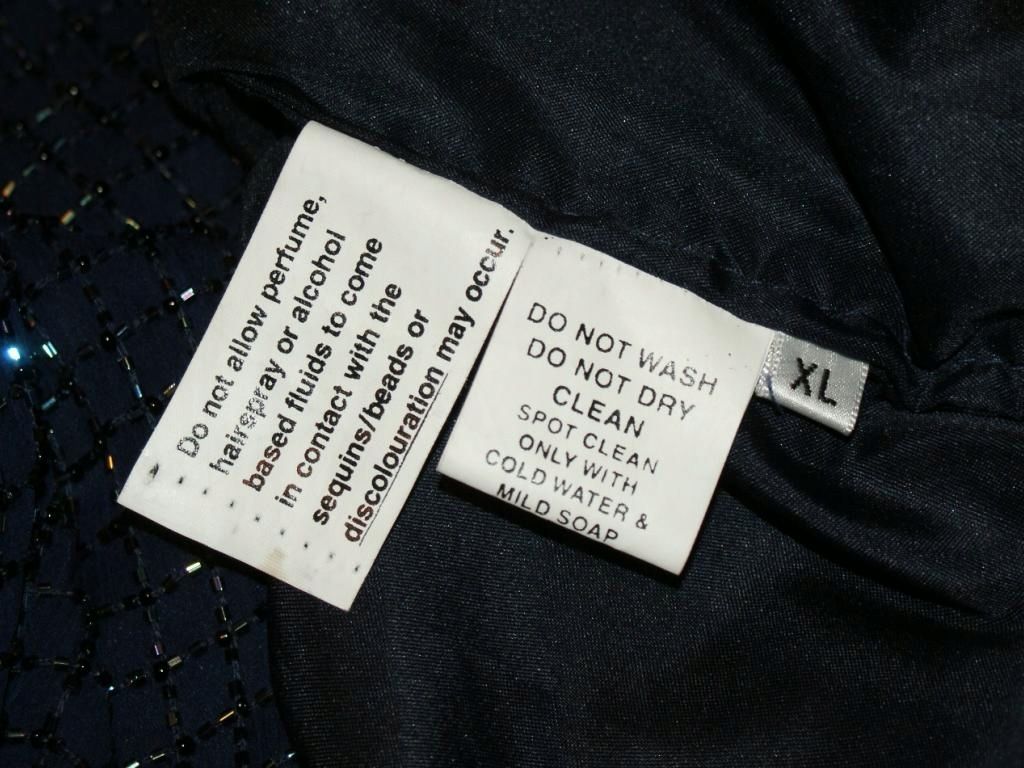 Do not allow perfume,
hairspray or alcohol
based fluids to come
in contact with the
sequins/beads or
discolouration may occur.
DO NOT WASH
DO NOT DRY
CLEAN
SPOT CLEAN
ONLY WITH
COLD WATER &
MILD SOAP
XL